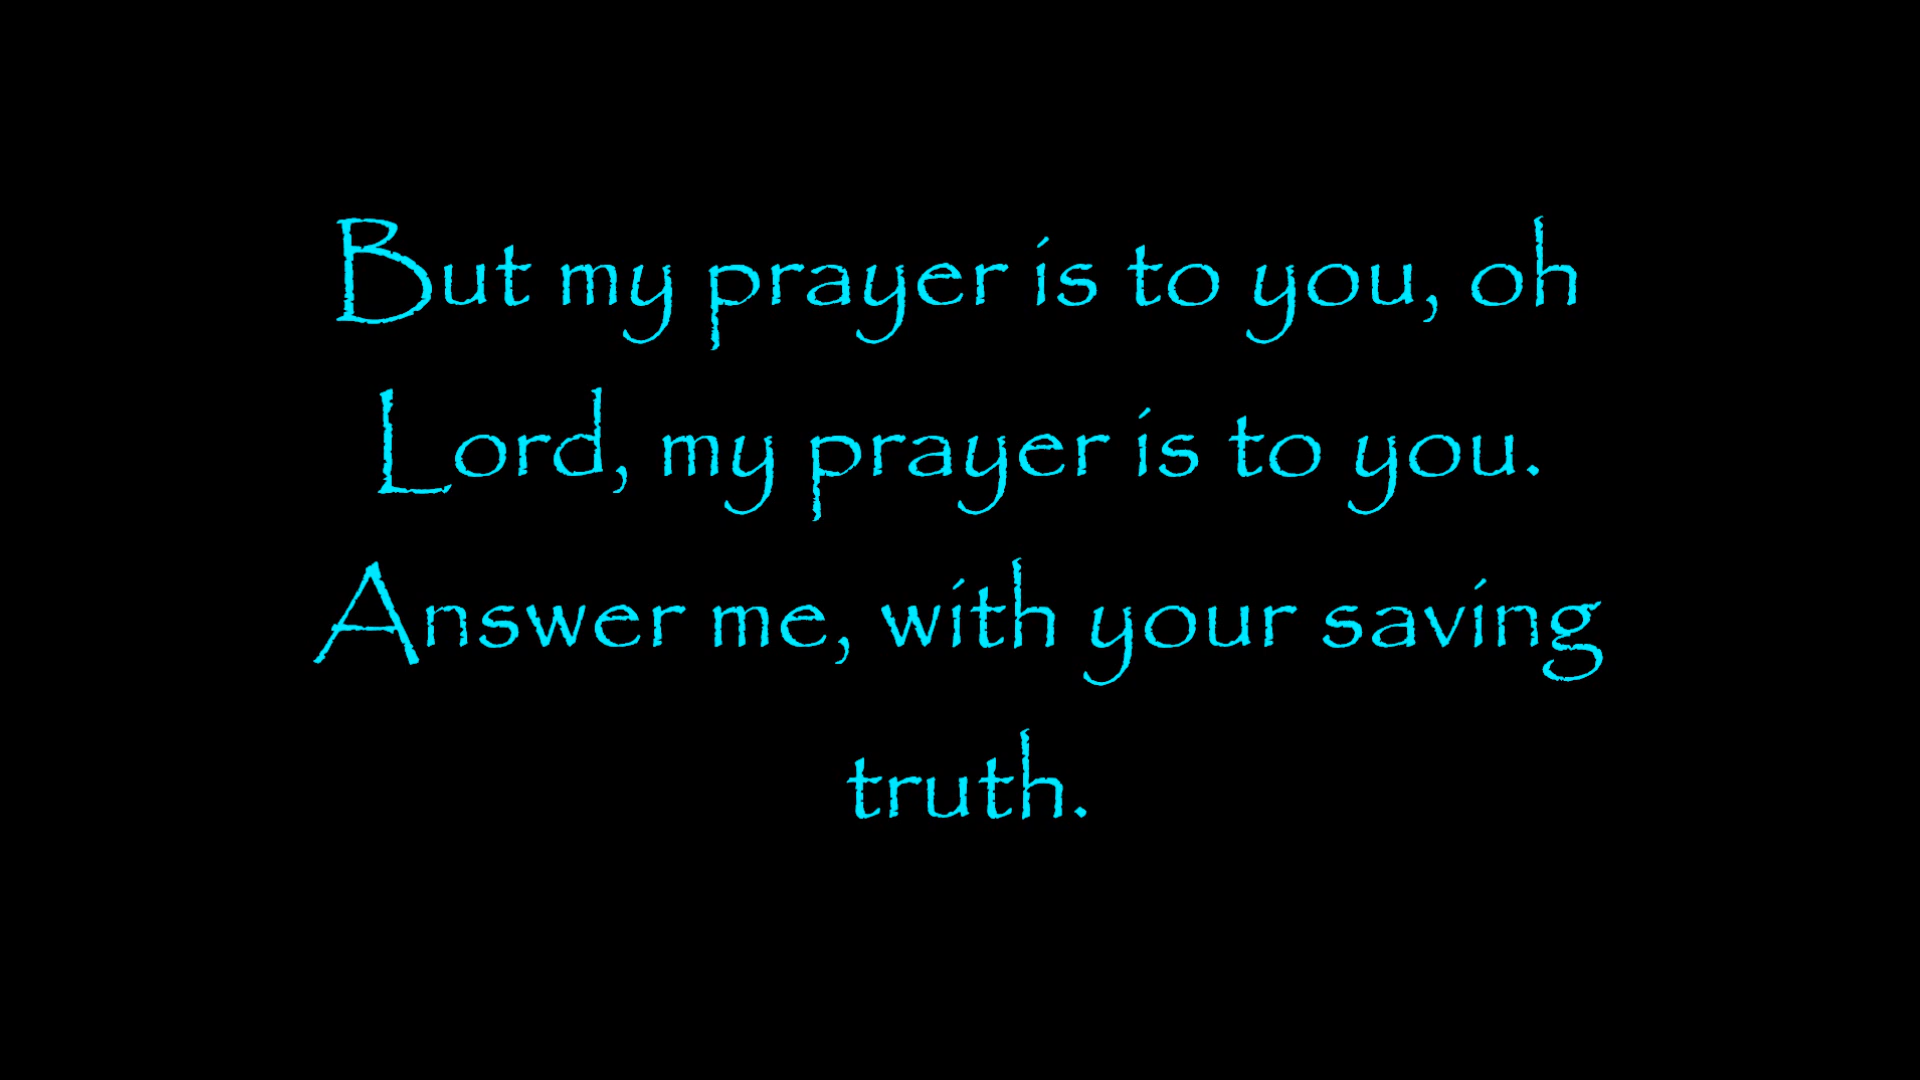 But my prayer is to you, oh
Lord, my prayer is to you.
Answer me, with your saving
truth.